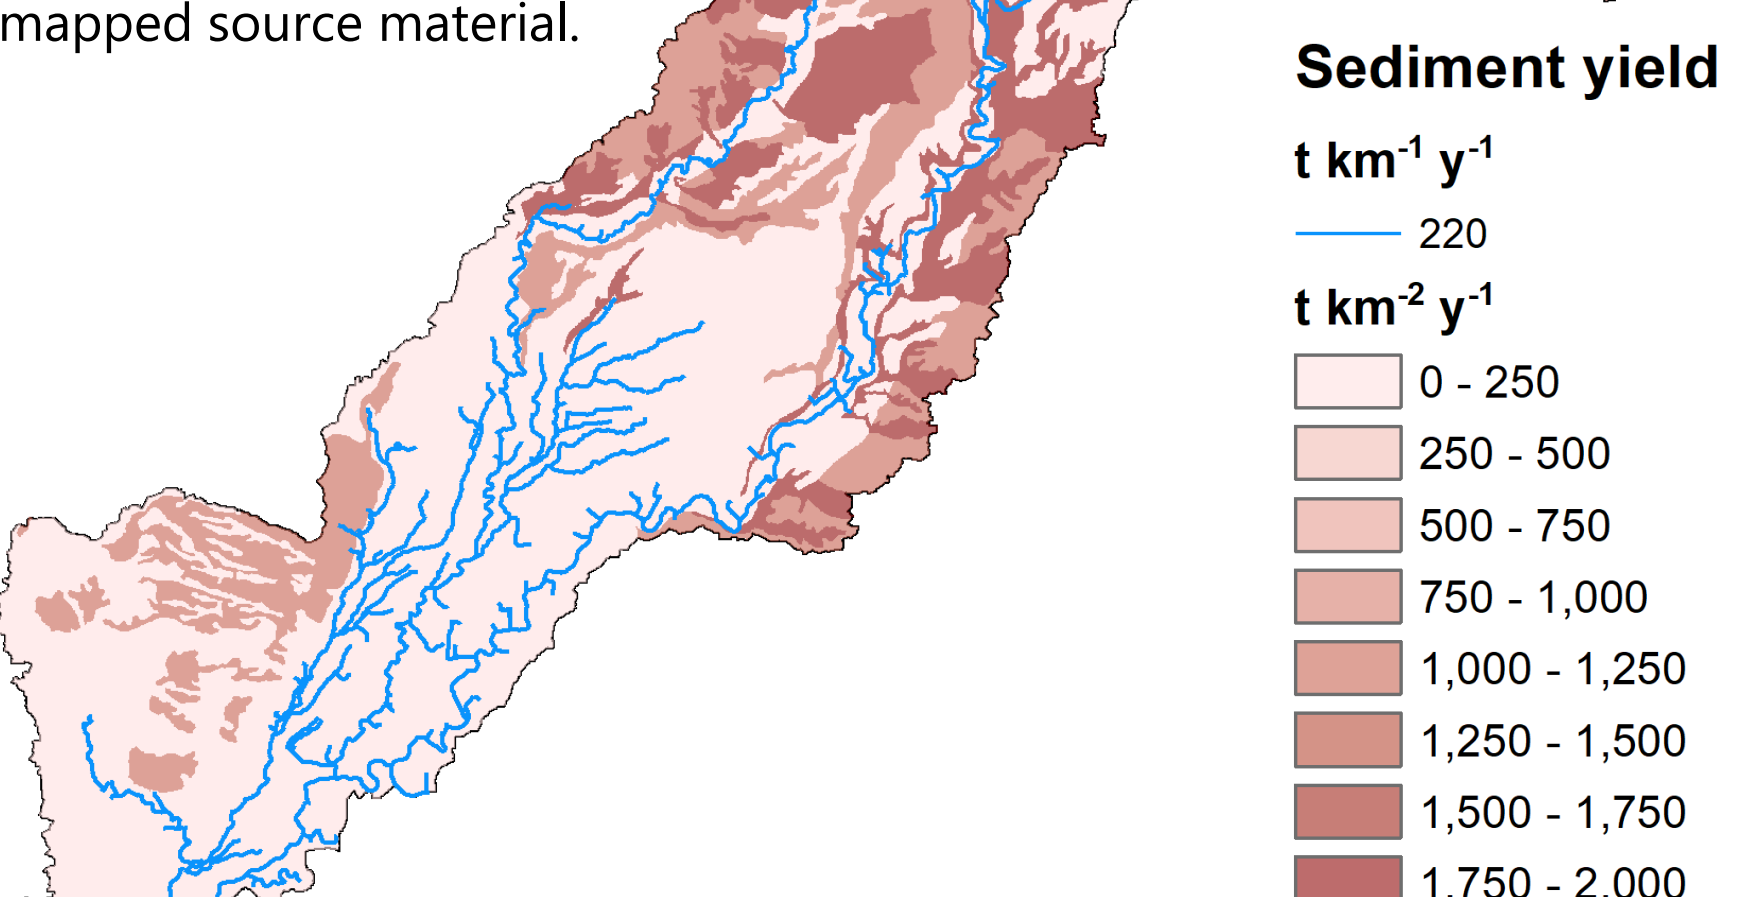 mapped source material.
Sediment yield
t km-1 y-1
220
t km-2 y-1
0 - 250
250 - 500
500 - 750
750 - 1,000
1,000 - 1,250
1,250 - 1,500
1,500 - 1,750
1,750 - 2,000